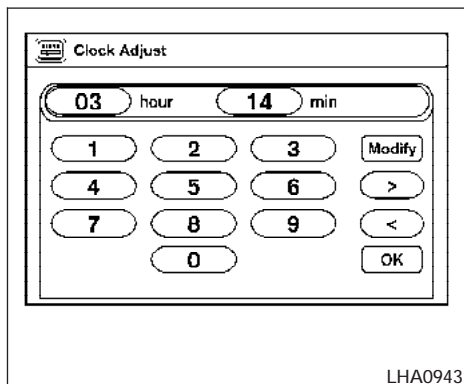 Clock Adjust
03 hour 14 min
1 2 3 Modify
4 5 6 >
7 8 9 <
0 OK
LHA0943